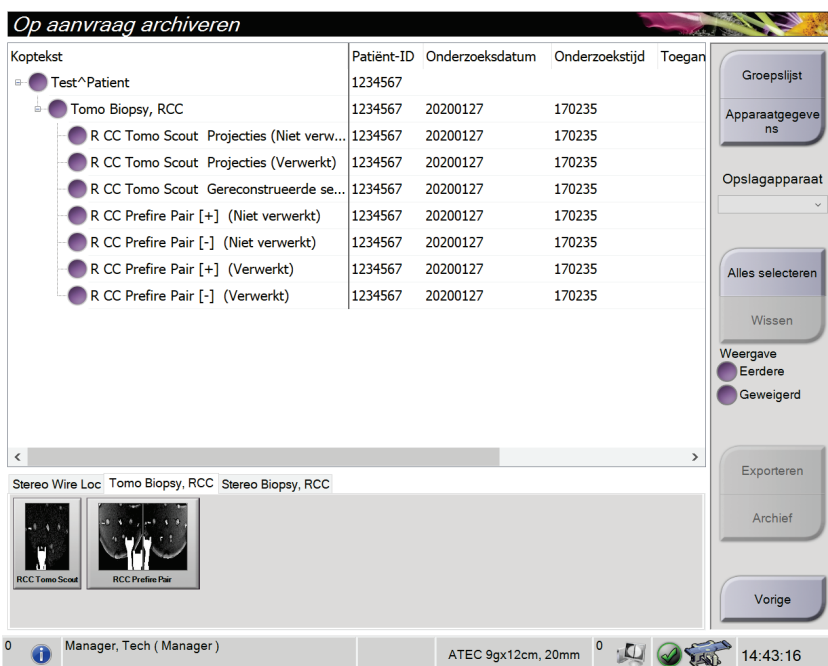 Op aanvraag archiveren
Koptekst Patiënt-ID Onderzoeksdatum Onderzoekstijd Toegan
Test^Patient 1234567
Tomo Biopsy, RCC 1234567 20200127 170235
R CC Tomo Scout Projecties (Niet verw... 1234567 20200127 170235
R CC Tomo Scout Projecties (Verwerkt) 1234567 20200127 170235
R CC Tomo Scout Gereconstrueerde se... 1234567 20200127 170235
R CC Prefire Pair [+] (Niet verwerkt) 1234567 20200127 170235
R CC Prefire Pair [-] (Niet verwerkt) 1234567 20200127 170235
R CC Prefire Pair [+] (Verwerkt) 1234567 20200127 170235
R CC Prefire Pair [-] (Verwerkt) 1234567 20200127 170235
Groepslijst
Apparaatgegeve
ns
Opslagapparaat
Alles selecteren
Wissen
Weergave
Eerdere
Geweigerd
Exporteren
Archief
Vorige
Stereo Wire Loc Tomo Biopsy, RCC Stereo Biopsy, RCC
RCC Tomo Scout RCC Prefire Pair
0 Manager, Tech ( Manager ) ATEC 9gx12cm, 20mm 0 14:43:16